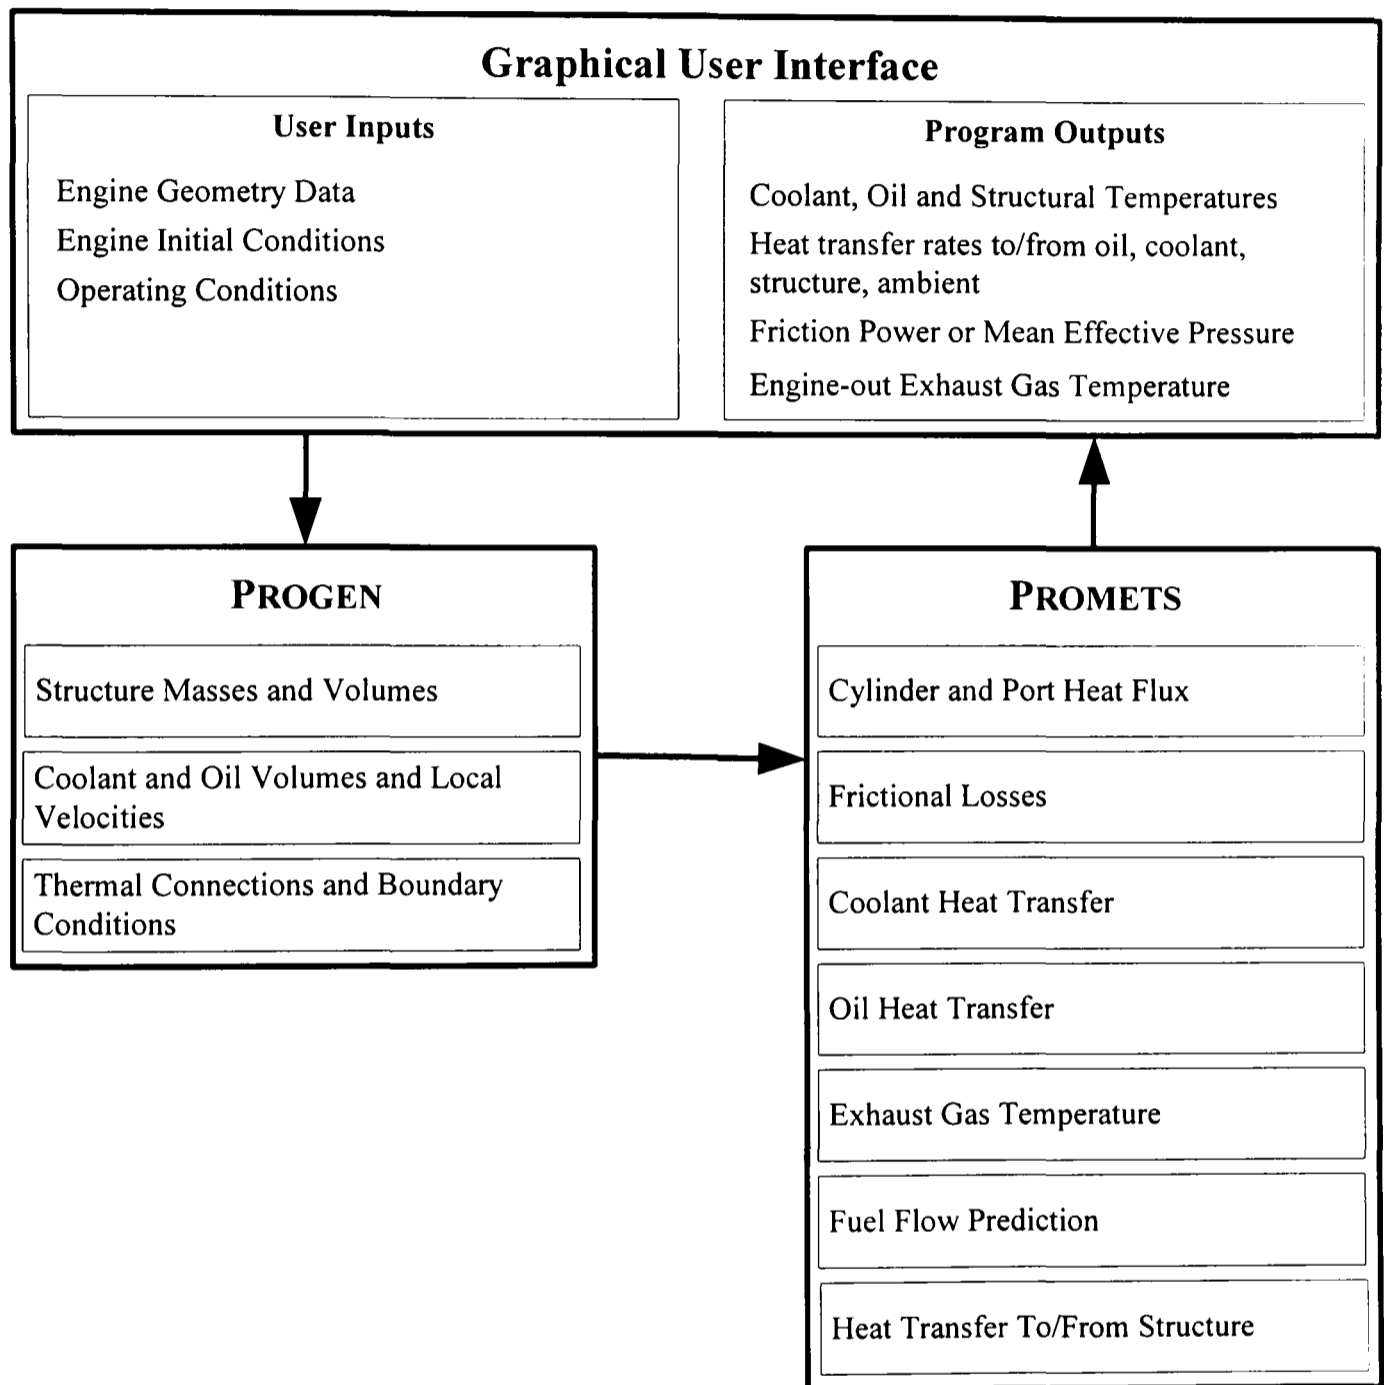 Graphical User Interface
User Inputs
Engine Geometry Data
Engine Initial Conditions
Operating Conditions
Program Outputs
Coolant, Oil and Structural Temperatures
Heat transfer rates to/from oil, coolant,
structure, ambient
Friction Power or Mean Effective Pressure
Engine-out Exhaust Gas Temperature
PROGEN
Structure Masses and Volumes
Coolant and Oil Volumes and Local
Velocities
Thermal Connections and Boundary
Conditions
PROMETS
Cylinder and Port Heat Flux
Frictional Losses
Coolant Heat Transfer
Oil Heat Transfer
Exhaust Gas Temperature
Fuel Flow Prediction
Heat Transfer To/From Structure